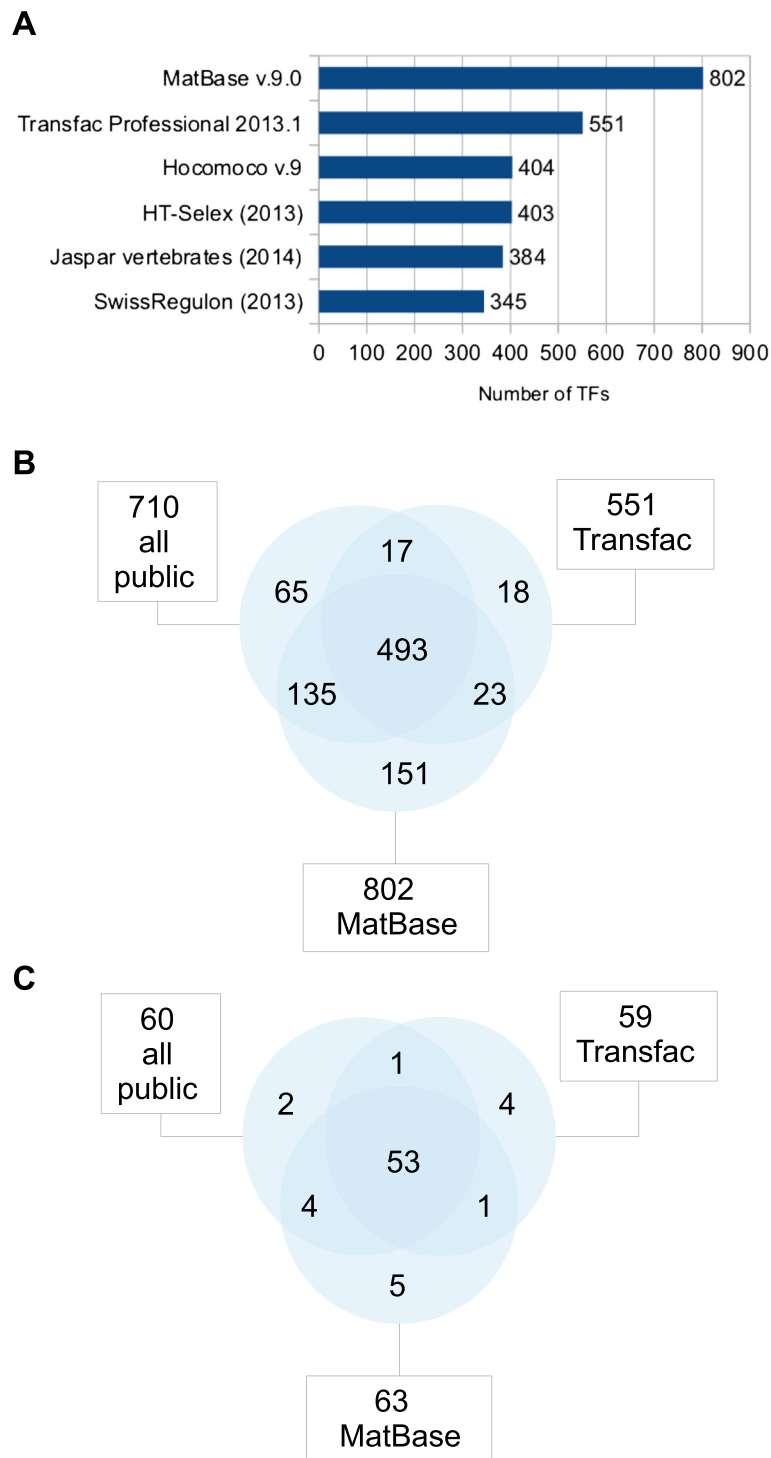 A
MatBase v.9.0
802
Transfac Professional 2013.1
551
Hocomoco v.9
404
HT-Selex (2013)
403
Jaspar vertebrates (2014)
384
SwissRegulon (2013)
345
0 100 200 300 400 500 600 700 800 900
Number of TFs
B
710
all
public
551
Transfac
17
65
18
493
135
23
151
802
MatBase
C
60
all
public
59
Transfac
1
2
4
53
4
1
5
63
MatBase